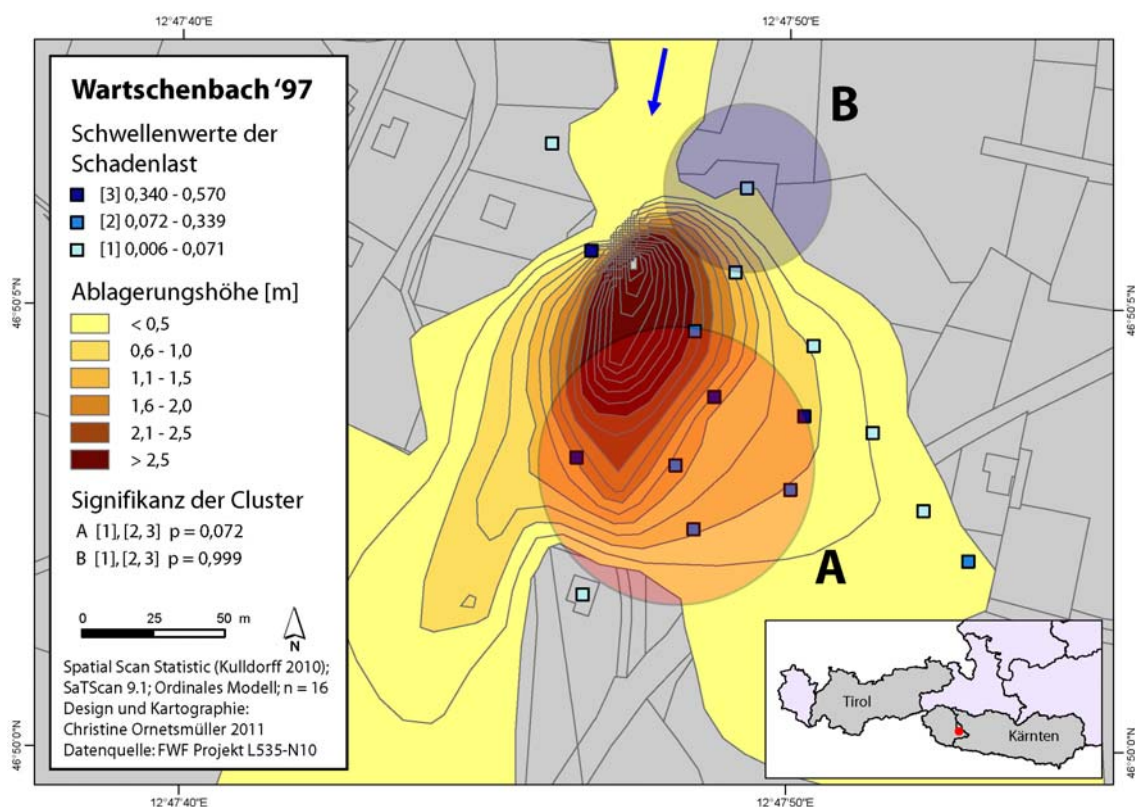 12°47'40"E
12°47'50"E
Wartschenbach '97
Schwellenwerte der
Schadenlast
[3] 0,340 - 0,570
[2] 0,072 - 0,339
[1] 0,006 - 0,071
Ablagerungshöhe [m]
< 0,5
0,6 - 1,0
1,1 - 1,5
1,6 - 2,0
2,1 - 2,5
> 2,5
Signifikanz der Cluster
A [1], [2, 3] p = 0,072
B [1], [2, 3] p = 0,999
0 25 50 m
N
Spatial Scan Statistic (Kulldorff 2010);
SaTScan 9.1; Ordinales Modell; n = 16
Design und Kartographie:
Christine Ornetsmüller 2011
Datenquelle: FWF Projekt L535-N10
B
A
46°50'5"N
46°50'5"N
46°50'0"N
46°50'0"N
Tirol
Kärnten
12°47'40"E
12°47'50"E